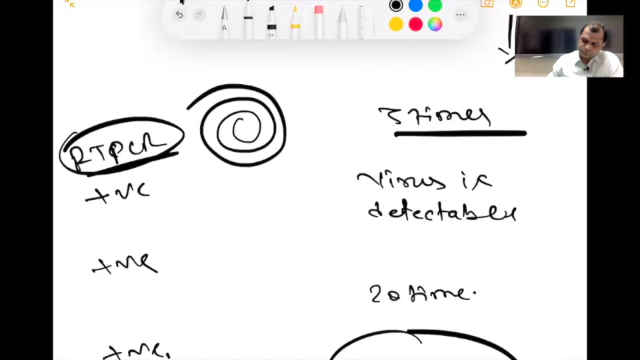 3 times
RTPCR
+ve
Virus is
detectable
+ve
20 time.
+ve.